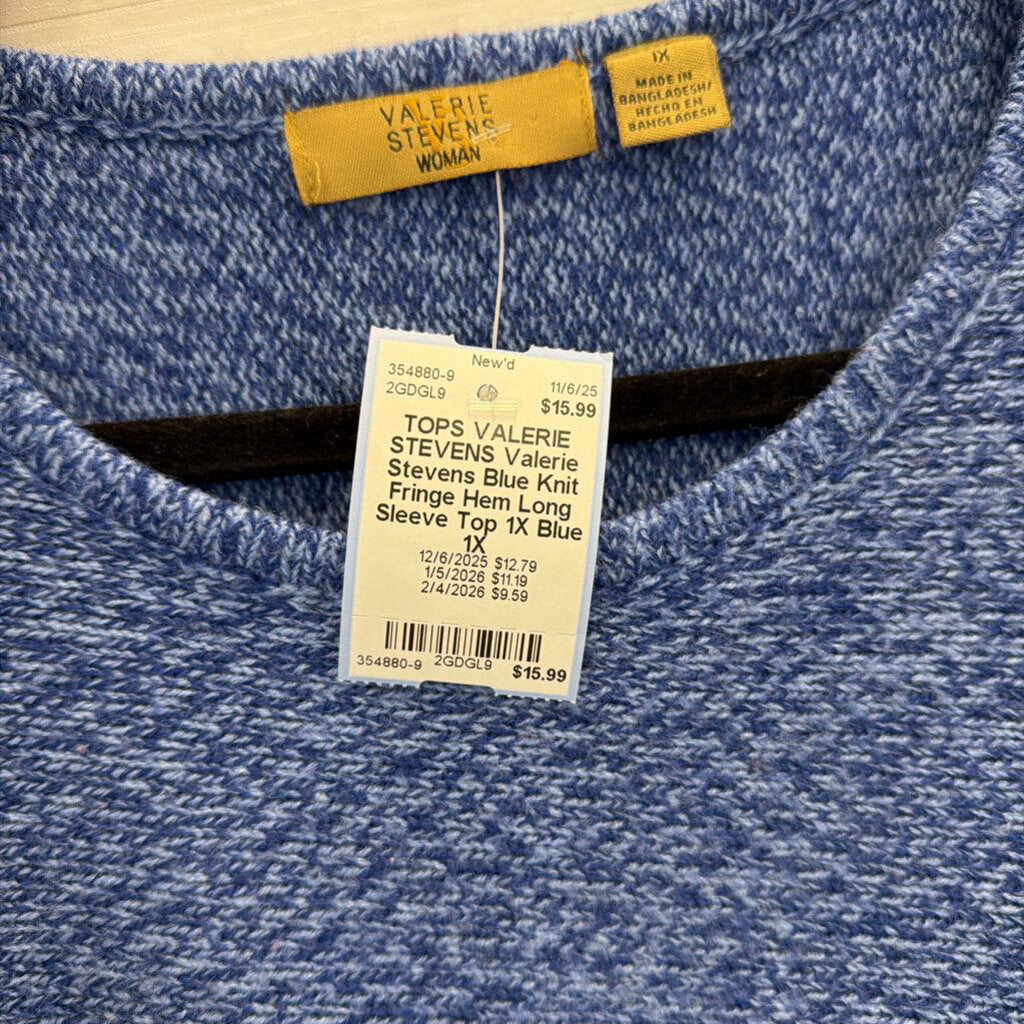 VALERIE
STEVENS
WOMAN
1X
MADE IN
BANGLADESH/
HECHO EN
BANGLADESH
New'd
354880-9
2GDGL9
11/6/25
$15.99
TOPS VALERIE
STEVENS Valerie
Stevens Blue Knit
Fringe Hem Long
Sleeve Top 1X Blue
1X
12/6/2025 $12.79
1/5/2026 $11.19
2/4/2026 $9.59
354880-9 2GDGL9 $15.99